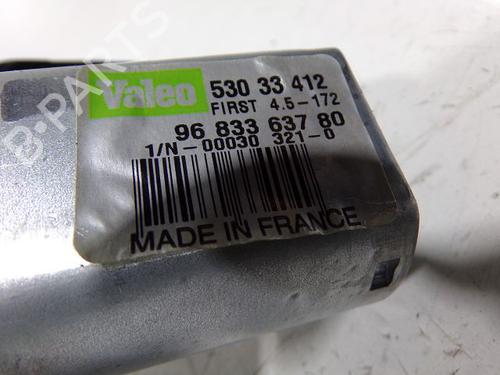 B-PARTS
Valeo 530 33 412
FIRST 4.5-172
96 833 637 80
1/N-00030 321-0
MADE IN FRANCE